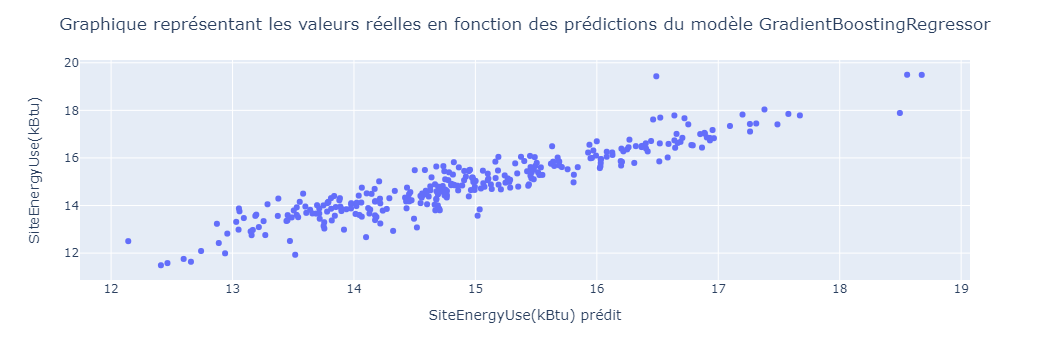 Graphique représentant les valeurs réelles en fonction des prédictions du modèle GradientBoostingRegressor
SiteEnergyUse(kBtu)
20
18
16
14
12
12 13 14 15 16 17 18 19
SiteEnergyUse(kBtu) prédit